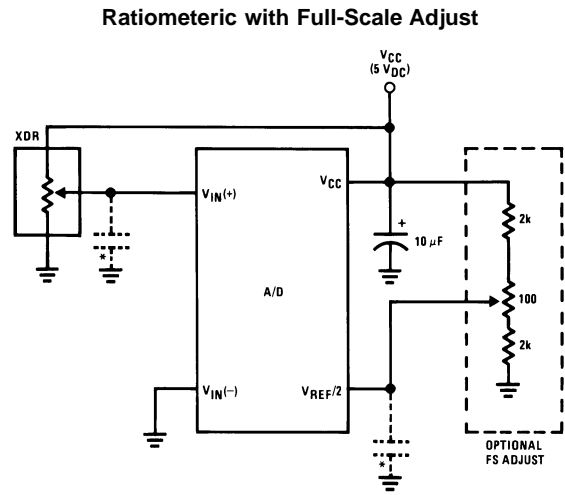 Ratiometeric with Full-Scale Adjust
VCC
(5 VDC)
XDR
VIN(+)
VCC
2k
+
10 µF
*
A/D
100
2k
VIN(−)
VREF/2
*
OPTIONAL
FS ADJUST